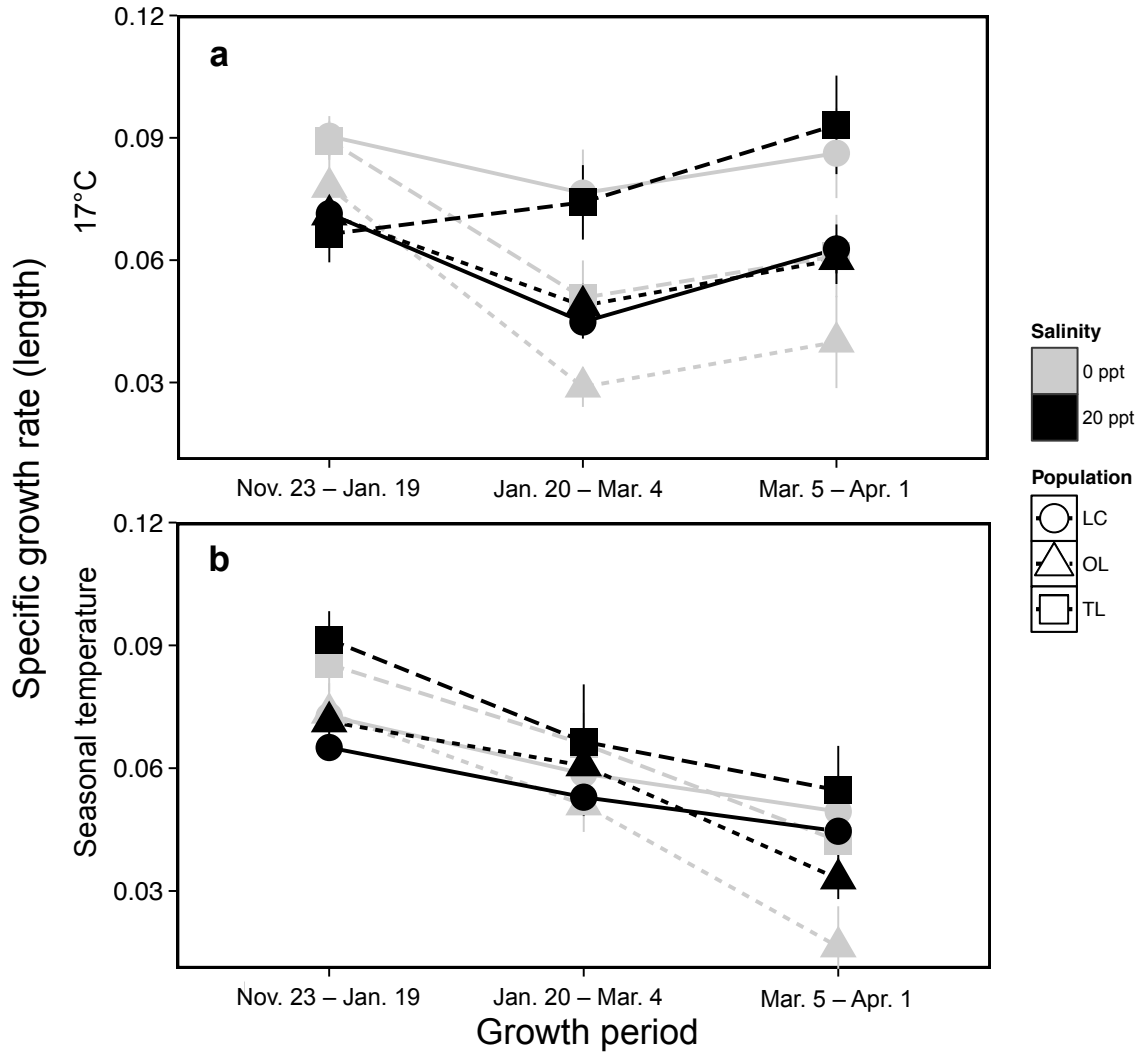 Specific growth rate (length)
17°C
a
0.12
0.09
0.06
0.03
Nov. 23 – Jan. 19
Jan. 20 – Mar. 4
Mar. 5 – Apr. 1
Seasonal temperature
b
0.12
0.09
0.06
0.03
Nov. 23 – Jan. 19
Jan. 20 – Mar. 4
Mar. 5 – Apr. 1
Growth period
Salinity
0 ppt
20 ppt
Population
LC
OL
TL